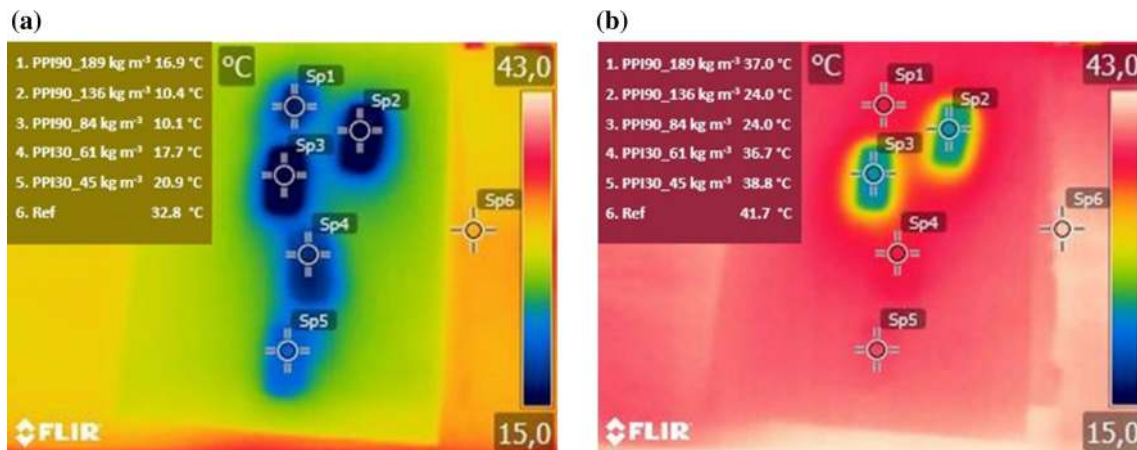 (a)
1. PPI90_189 kg m⁻³ 16.9 °C
2. PPI90_136 kg m⁻³ 10.4 °C
3. PPI90_84 kg m⁻³ 10.1 °C
4. PPI30_61 kg m⁻³ 17.7 °C
5. PPI30_45 kg m⁻³ 20.9 °C
6. Ref 32.8 °C
°C
43,0
Sp1
Sp2
Sp3
Sp6
Sp4
Sp5
FLIR
15,0
(b)
1. PPI90_189 kg m⁻³ 37.0 °C
2. PPI90_136 kg m⁻³ 24.0 °C
3. PPI90_84 kg m⁻³ 24.0 °C
4. PPI30_61 kg m⁻³ 36.7 °C
5. PPI30_45 kg m⁻³ 38.8 °C
6. Ref 41.7 °C
°C
43,0
Sp1
Sp2
Sp3
Sp6
Sp4
Sp5
FLIR
15,0